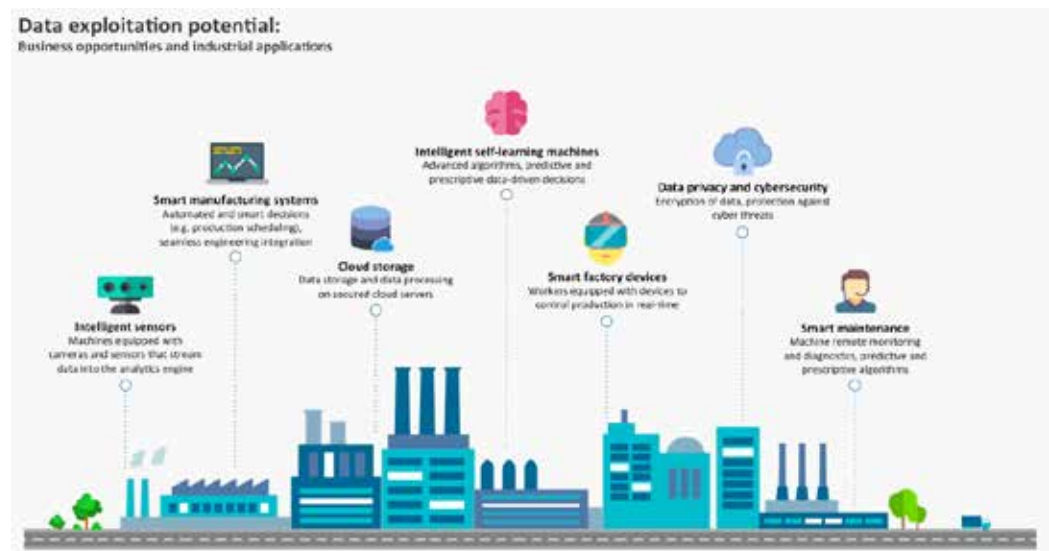 Data exploitation potential:
Business opportunities and industrial applications
Intelligent self-learning machines
Advanced algorithms, predictive and
prescriptive data-driven decisions
Smart manufacturing systems
Automated and smart decisions
(e.g. production scheduling),
seamless engineering integration
Data privacy and cybersecurity
Encryption of data, protection against
cyber threats
Cloud storage
Data storage and data processing
on secured cloud servers
Smart factory devices
Workers equipped with devices to
control production in real-time
Intelligent sensors
Machines equipped with
cameras and sensors that stream
data into the analytics engine
Smart maintenance
Machine remote monitoring
and diagnostics, predictive and
prescriptive algorithms